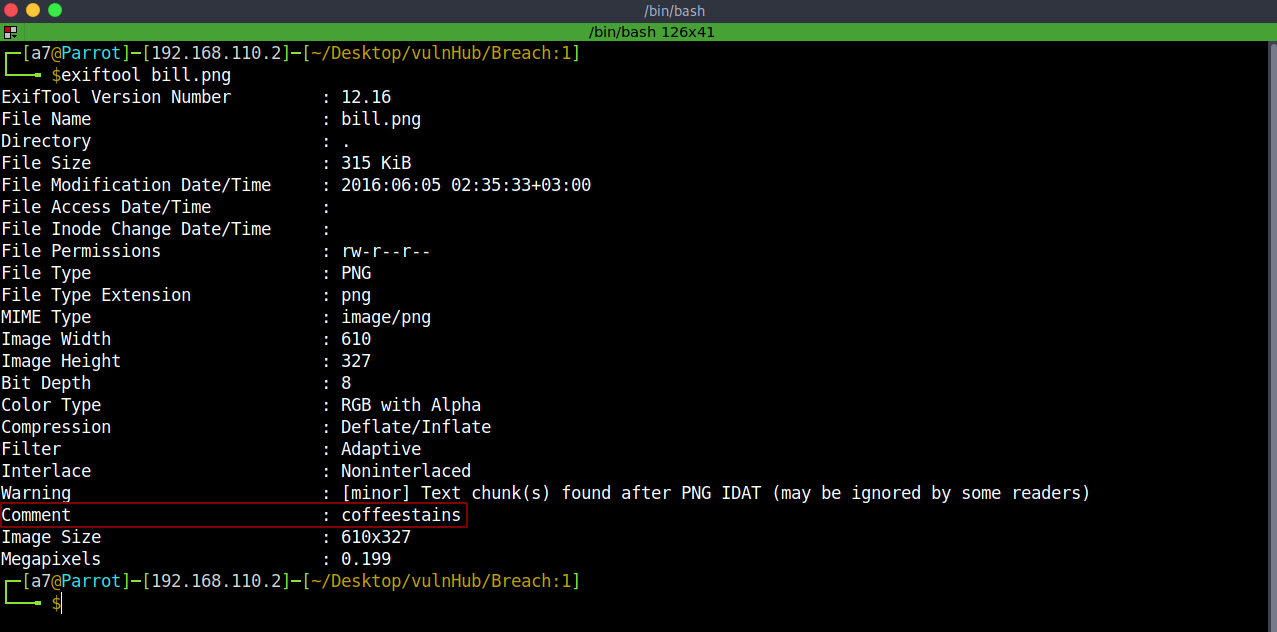 /bin/bash
/bin/bash 126x41
┌─[a7@Parrot]─[192.168.110.2]─[~/Desktop/vulnHub/Breach:1]
└──╼ $exiftool bill.png
ExifTool Version Number         : 12.16
File Name                       : bill.png
Directory                       : .
File Size                       : 315 KiB
File Modification Date/Time     : 2016:06:05 02:35:33+03:00
File Access Date/Time           :
File Inode Change Date/Time     :
File Permissions                : rw-r--r--
File Type                       : PNG
File Type Extension             : png
MIME Type                       : image/png
Image Width                     : 610
Image Height                    : 327
Bit Depth                       : 8
Color Type                      : RGB with Alpha
Compression                     : Deflate/Inflate
Filter                          : Adaptive
Interlace                       : Noninterlaced
Warning                         : [minor] Text chunk(s) found after PNG IDAT (may be ignored by some readers)
Comment                         : coffeestains
Image Size                      : 610x327
Megapixels                      : 0.199
┌─[a7@Parrot]─[192.168.110.2]─[~/Desktop/vulnHub/Breach:1]
└──╼ $